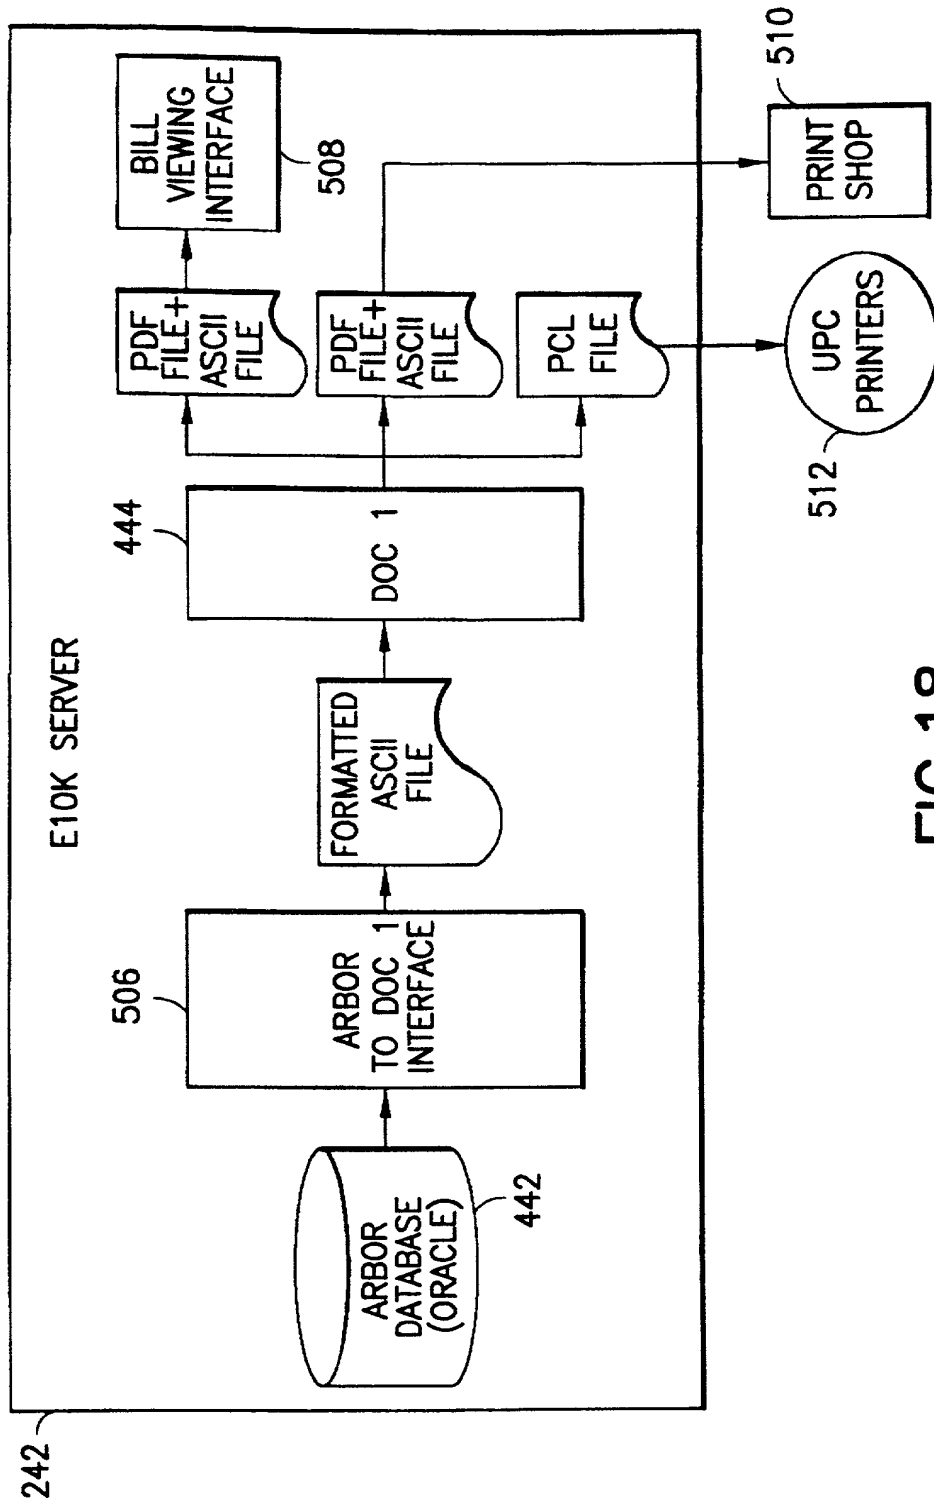 242
E10K SERVER
ARBOR
DATABASE
(ORACLE)
442
506
ARBOR
TO DOC 1
INTERFACE
FORMATTED
ASCII
FILE
444
DOC 1
PDF
FILE+
ASCII
FILE
BILL
VIEWING
INTERFACE
508
PDF
FILE+
ASCII
FILE
PCL
FILE
512
UPC
PRINTERS
PRINT
SHOP
510